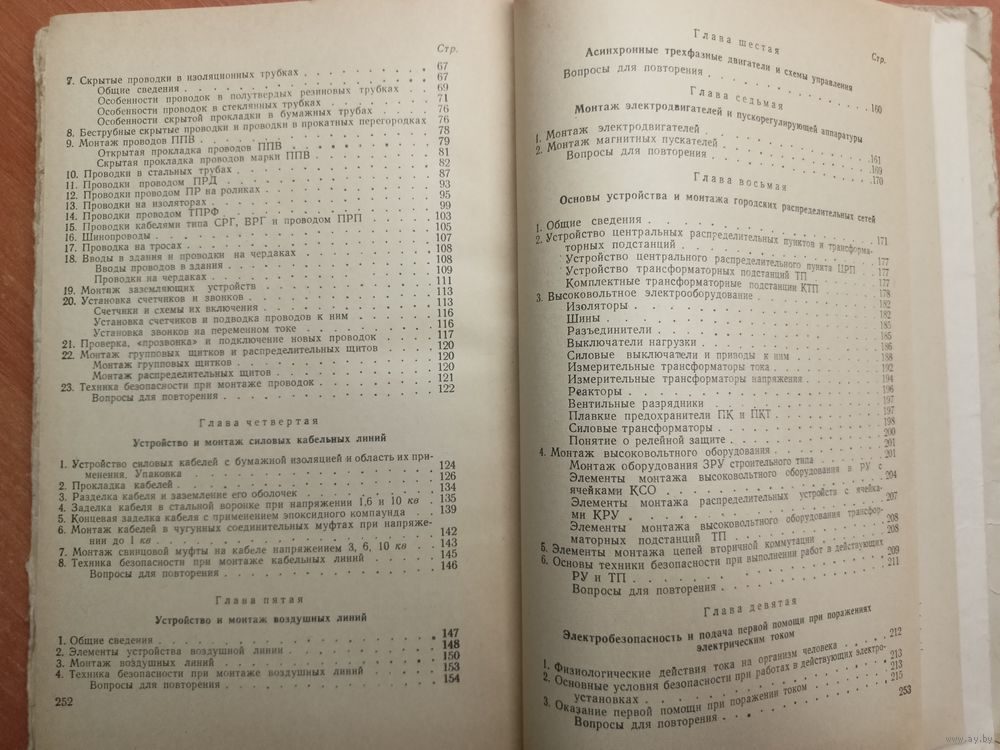 Стр.
7. Скрытые проводки в изоляционных трубках . . . 67
Общие сведения . . . 67
Особенности проводок в полутвердых резиновых трубках . . . 69
Особенности проводок в стеклянных трубках . . . 71
Особенности скрытой прокладки в бумажных трубах . . . 76
8. Беструбные скрытые проводки и проводки в прокатных перегородках 76
9. Монтаж проводов ППВ . . . 78
Открытая прокладка проводов ППВ . . . 79
Скрытая прокладка проводов марки ППВ . . . 81
10. Проводки в стальных трубах . . . 82
11. Проводки проводом ПРД . . . 87
12. Проводки проводом ПР на роликах . . . 93
13. Проводки на изоляторах . . . 95
14. Проводки проводом ТПРФ . . . 99
15. Проводки кабелями типа СРГ, ВРГ и проводом ПРП . . . 103
16. Шинопроводы . . . 105
17. Проводка на тросах . . . 107
18. Вводы в здания и проводки на чердаках . . . 108
Вводы проводов в здания . . . 108
Проводки на чердаках . . . 109
19. Монтаж заземляющих устройств . . . 111
20. Установка счетчиков и звонков . . . 113
Счетчики и схемы их включения . . . 113
Установка счетчиков и подводка проводов к ним . . . 116
Установка звонков на переменном токе . . . 116
21. Проверка, «прозвонка» и подключение новых проводок . . . 117
22. Монтаж групповых щитков и распределительных щитов . . . 120
Монтаж групповых щитков . . . 120
Монтаж распределительных щитов . . . 120
23. Техника безопасности при монтаже проводок . . . 121
Вопросы для повторения . . . 122
Глава четвертая
Устройство и монтаж силовых кабельных линий
1. Устройство силовых кабелей с бумажной изоляцией и область их при-
менения. Упаковка . . . 124
2. Прокладка кабелей . . . 126
3. Разделка кабеля и заземление его оболочек . . . 134
4. Заделка кабеля в стальной воронке при напряжении 1,6 и 10 кв . . . 135
5. Концевая заделка кабеля с применением эпоксидного компаунда . . . 139
6. Монтаж кабелей в чугунных соединительных муфтах при напряже-
нии до 1 кв . . . 142
7. Монтаж свинцовой муфты на кабеле напряжением 3, 6, 10 кв . . . 143
8. Техника безопасности при монтаже кабельных линий . . . 145
Вопросы для повторения . . . 146
Глава пятая
Устройство и монтаж воздушных линий
1. Общие сведения . . . 147
2. Элементы устройства воздушной линии . . . 148
3. Монтаж воздушных линий . . . 150
4. Техника безопасности при монтаже воздушных линий . . . 153
Вопросы для повторения . . . 154
252
Глава шестая
Стр.
Асинхронные трехфазные двигатели и схемы управления
Вопросы для повторения . . . 160
Глава седьмая
Монтаж электродвигателей и пускорегулирующей аппаратуры
1. Монтаж электродвигателей . . . 161
2. Монтаж магнитных пускателей . . . 169
Вопросы для повторения . . . 170
Глава восьмая
Основы устройства и монтажа городских распределительных сетей
1. Общие сведения . . . 171
2. Устройство центральных распределительных пунктов и трансформа-
торных подстанций . . . 177
Устройство центрального распределительного пункта ЦРП . . . 177
Устройство трансформаторных подстанций ТП . . . 177
Комплектные трансформаторные подстанции КТП . . . 178
3. Высоковольтное электрооборудование . . . 182
Изоляторы . . . 182
Шины . . . 185
Разъединители . . . 185
Выключатели нагрузки . . . 186
Силовые выключатели и приводы к ним . . . 188
Измерительные трансформаторы тока . . . 192
Измерительные трансформаторы напряжения . . . 194
Реакторы . . . 196
Вентильные разрядники . . . 197
Плавкие предохранители ПК и ПКТ . . . 197
Силовые трансформаторы . . . 198
Понятие о релейной защите . . . 200
4. Монтаж высоковольтного оборудования . . . 201
Монтаж оборудования ЗРУ строительного типа . . . 201
Элементы монтажа высоковольтного оборудования в РУ с
ячейками КСО . . . 204
Элементы монтажа распределительных устройств с ячейка-
ми КРУ . . . 207
Элементы монтажа высоковольтного оборудования трансфор-
маторных подстанций ТП . . . 208
5. Элементы монтажа цепей вторичной коммутации . . . 208
6. Основы техники безопасности при выполнении работ в действующих
РУ и ТП . . . 209
Вопросы для повторения . . . 211
Глава девятая
Электробезопасность и подача первой помощи при поражениях
электрическим током
1. Физиологические действия тока на организм человека . . . 212
2. Основные условия безопасности при работах в действующих электро-
установках . . . 213
3. Оказание первой помощи при поражении током . . . 213
Вопросы для повторения . . . 215
253
www.ay.by